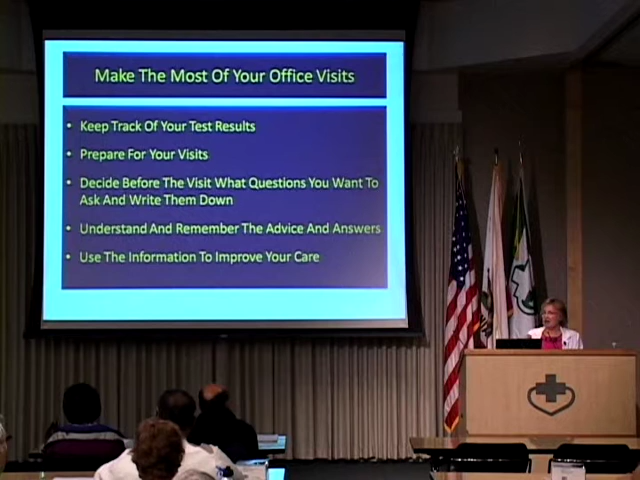 Make The Most Of Your Office Visits
• Keep Track Of Your Test Results
• Prepare For Your Visits
• Decide Before The Visit What Questions You Want To
Ask And Write Them Down
• Understand And Remember The Advice And Answers
• Use The Information To Improve Your Care